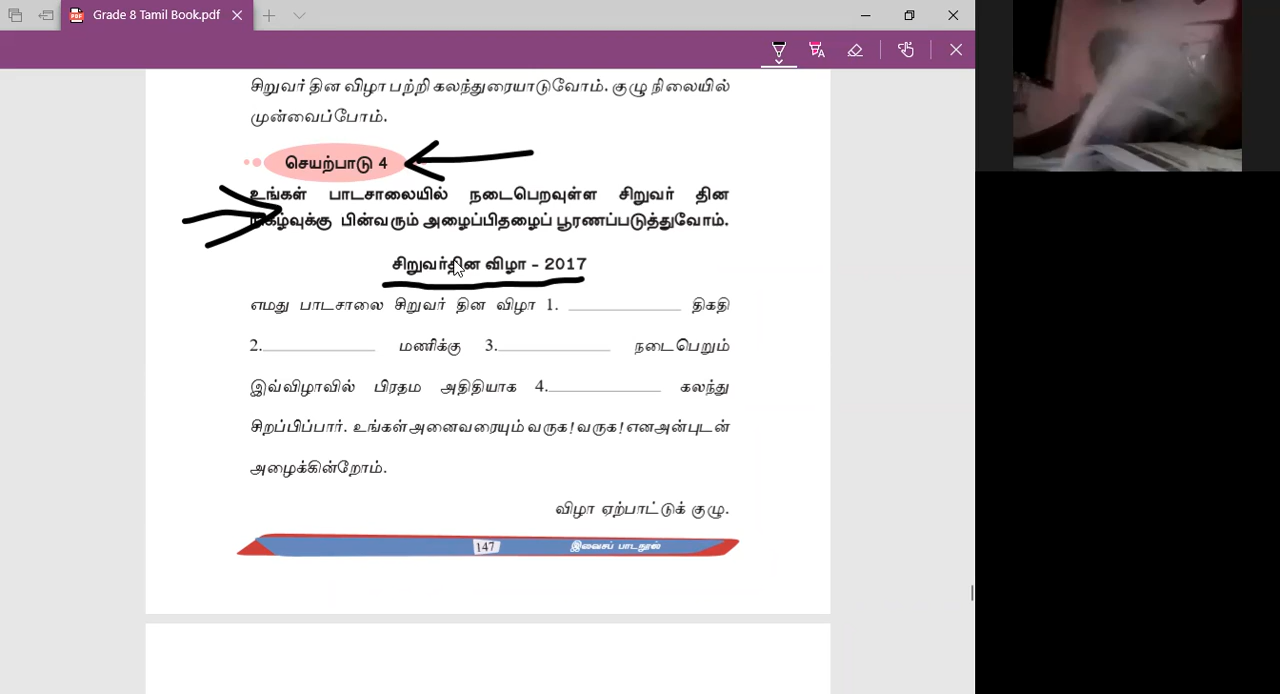 Grade 8 Tamil Book.pdf
சிறுவர் தின விழா பற்றி கலந்துரையாடுவோம். குழு நிலையில்
முன்வைப்போம்.
செயற்பாடு 4
உங்கள் பாடசாலையில் நடைபெறவுள்ள சிறுவர் தின
நிகழ்வுக்கு பின்வரும் அழைப்பிதழைப் பூரணப்படுத்துவோம்.
சிறுவர்தின விழா - 2017
எமது பாடசாலை சிறுவர் தின விழா 1. ____________ திகதி
2.____________ மணிக்கு 3.____________ நடைபெறும்
இவ்விழாவில் பிரதம அதிதியாக 4.____________ கலந்து
சிறப்பிப்பார். உங்கள் அனைவரையும் வருக! வருக! என அன்புடன்
அழைக்கின்றோம்.
விழா ஏற்பாட்டுக் குழு.
147 இலவசப் பாடநூல்